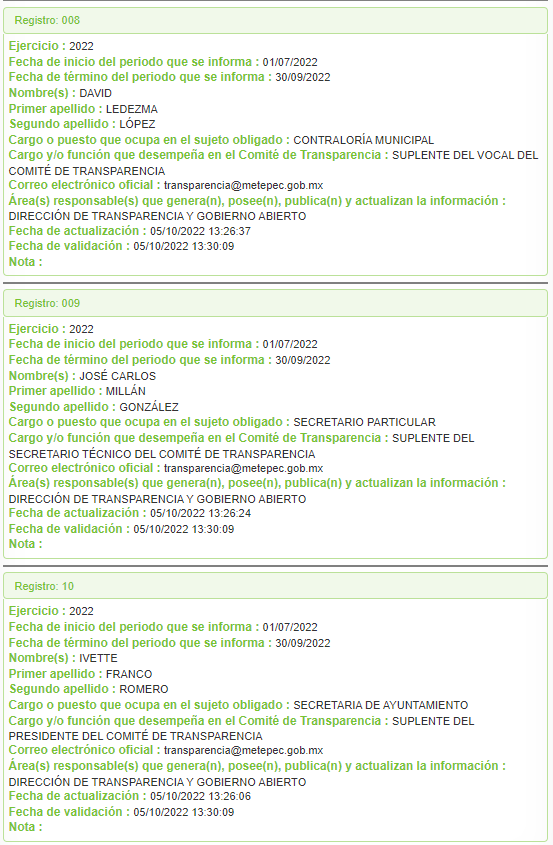 Registro: 008
Ejercicio : 2022
Fecha de inicio del periodo que se informa : 01/07/2022
Fecha de término del periodo que se informa : 30/09/2022
Nombre(s) : DAVID
Primer apellido : LEDEZMA
Segundo apellido : LÓPEZ
Cargo o puesto que ocupa en el sujeto obligado : CONTRALORÍA MUNICIPAL
Cargo y/o función que desempeña en el Comité de Transparencia : SUPLENTE DEL VOCAL DEL
COMITÉ DE TRANSPARENCIA
Correo electrónico oficial : transparencia@metepec.gob.mx
Área(s) responsable(s) que genera(n), posee(n), publica(n) y actualizan la información :
DIRECCIÓN DE TRANSPARENCIA Y GOBIERNO ABIERTO
Fecha de actualización : 05/10/2022 13:26:37
Fecha de validación : 05/10/2022 13:30:09
Nota :
Registro: 009
Ejercicio : 2022
Fecha de inicio del periodo que se informa : 01/07/2022
Fecha de término del periodo que se informa : 30/09/2022
Nombre(s) : JOSÉ CARLOS
Primer apellido : MILLÁN
Segundo apellido : GONZÁLEZ
Cargo o puesto que ocupa en el sujeto obligado : SECRETARIO PARTICULAR
Cargo y/o función que desempeña en el Comité de Transparencia : SUPLENTE DEL
SECRETARIO TÉCNICO DEL COMITÉ DE TRANSPARENCIA
Correo electrónico oficial : transparencia@metepec.gob.mx
Área(s) responsable(s) que genera(n), posee(n), publica(n) y actualizan la información :
DIRECCIÓN DE TRANSPARENCIA Y GOBIERNO ABIERTO
Fecha de actualización : 05/10/2022 13:26:24
Fecha de validación : 05/10/2022 13:30:09
Nota :
Registro: 10
Ejercicio : 2022
Fecha de inicio del periodo que se informa : 01/07/2022
Fecha de término del periodo que se informa : 30/09/2022
Nombre(s) : IVETTE
Primer apellido : FRANCO
Segundo apellido : ROMERO
Cargo o puesto que ocupa en el sujeto obligado : SECRETARIA DE AYUNTAMIENTO
Cargo y/o función que desempeña en el Comité de Transparencia : SUPLENTE DEL
PRESIDENTE DEL COMITÉ DE TRANSPARENCIA
Correo electrónico oficial : transparencia@metepec.gob.mx
Área(s) responsable(s) que genera(n), posee(n), publica(n) y actualizan la información :
DIRECCIÓN DE TRANSPARENCIA Y GOBIERNO ABIERTO
Fecha de actualización : 05/10/2022 13:26:06
Fecha de validación : 05/10/2022 13:30:09
Nota :